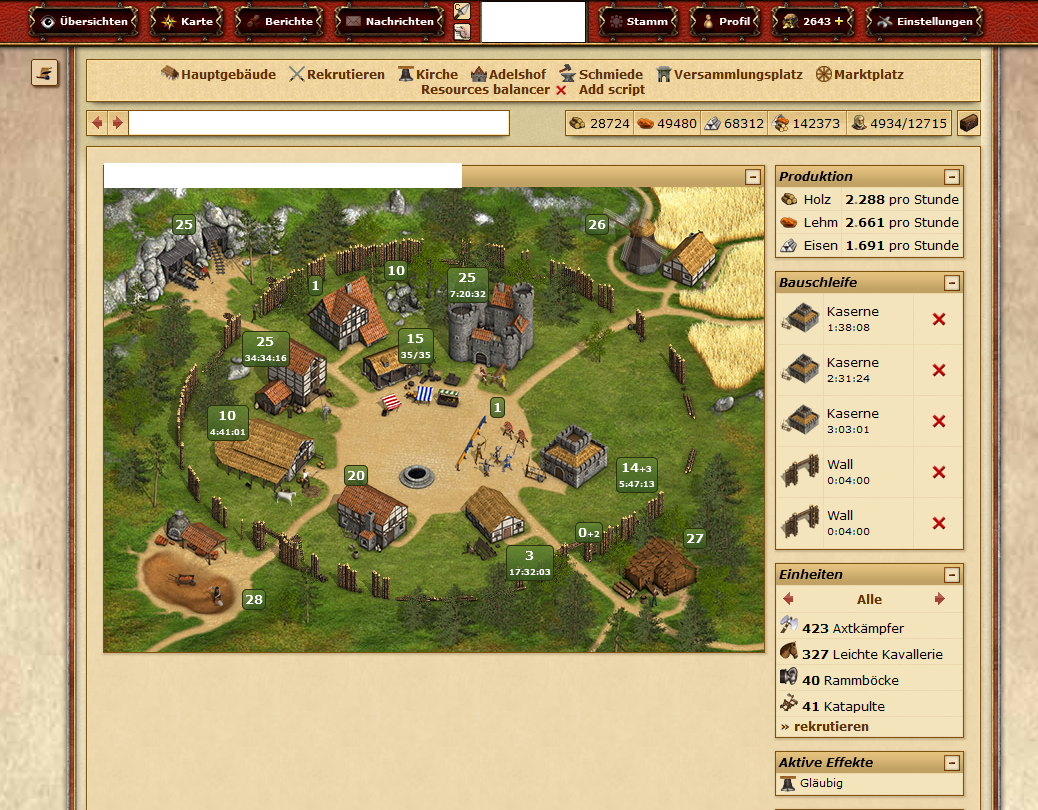 Übersichten Karte Berichte Nachrichten Stamm Profil 2643 + Einstellungen
Hauptgebäude Rekrutieren Kirche Adelshof Schmiede Versammlungsplatz Marktplatz
Resources balancer Add script
28724 49480 68312 142373 4934/12715
25
26
10
1
25
7:20:32
25
34:34:16
15
35/35
10
4:41:01
1
20
14+3
5:47:13
0+2
27
3
17:32:03
28
Produktion
Holz 2.288 pro Stunde
Lehm 2.661 pro Stunde
Eisen 1.691 pro Stunde
Bauschleife
Kaserne
1:38:08
Kaserne
2:31:24
Kaserne
3:03:01
Wall
0:04:00
Wall
0:04:00
Einheiten
Alle
423 Axtkämpfer
327 Leichte Kavallerie
40 Rammböcke
41 Katapulte
» rekrutieren
Aktive Effekte
Gläubig